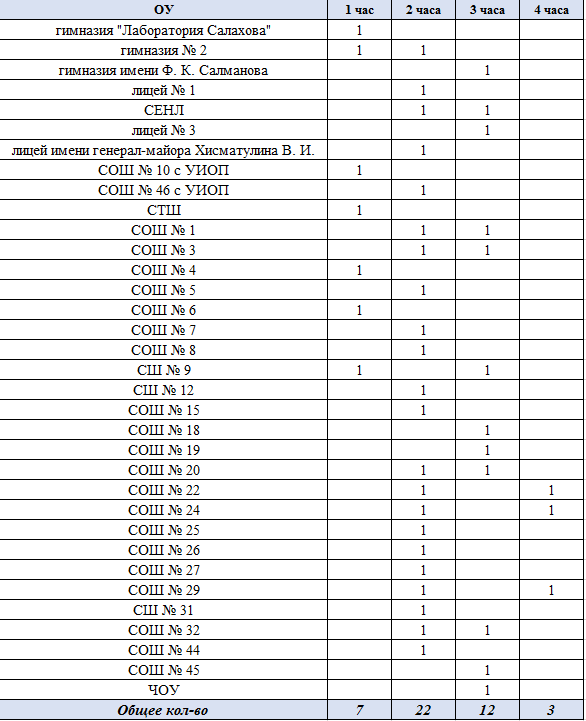 ОУ 1 час 2 часа 3 часа 4 часа
гимназия "Лаборатория Салахова" 1
гимназия № 2 1 1
гимназия имени Ф. К. Салманова 1
лицей № 1 1
СЕНЛ 1 1
лицей № 3 1
лицей имени генерал-майора Хисматулина В. И. 1
СОШ № 10 с УИОП 1
СОШ № 46 с УИОП 1
СТШ 1
СОШ № 1 1 1
СОШ № 3 1 1
СОШ № 4 1
СОШ № 5 1
СОШ № 6 1
СОШ № 7 1
СОШ № 8 1
СШ № 9 1 1
СШ № 12 1
СОШ № 15 1
СОШ № 18 1
СОШ № 19 1
СОШ № 20 1 1
СОШ № 22 1 1
СОШ № 24 1 1
СОШ № 25 1
СОШ № 26 1
СОШ № 27 1
СОШ № 29 1 1
СШ № 31 1
СОШ № 32 1 1
СОШ № 44 1
СОШ № 45 1
ЧОУ 1
Общее кол-во 7 22 12 3